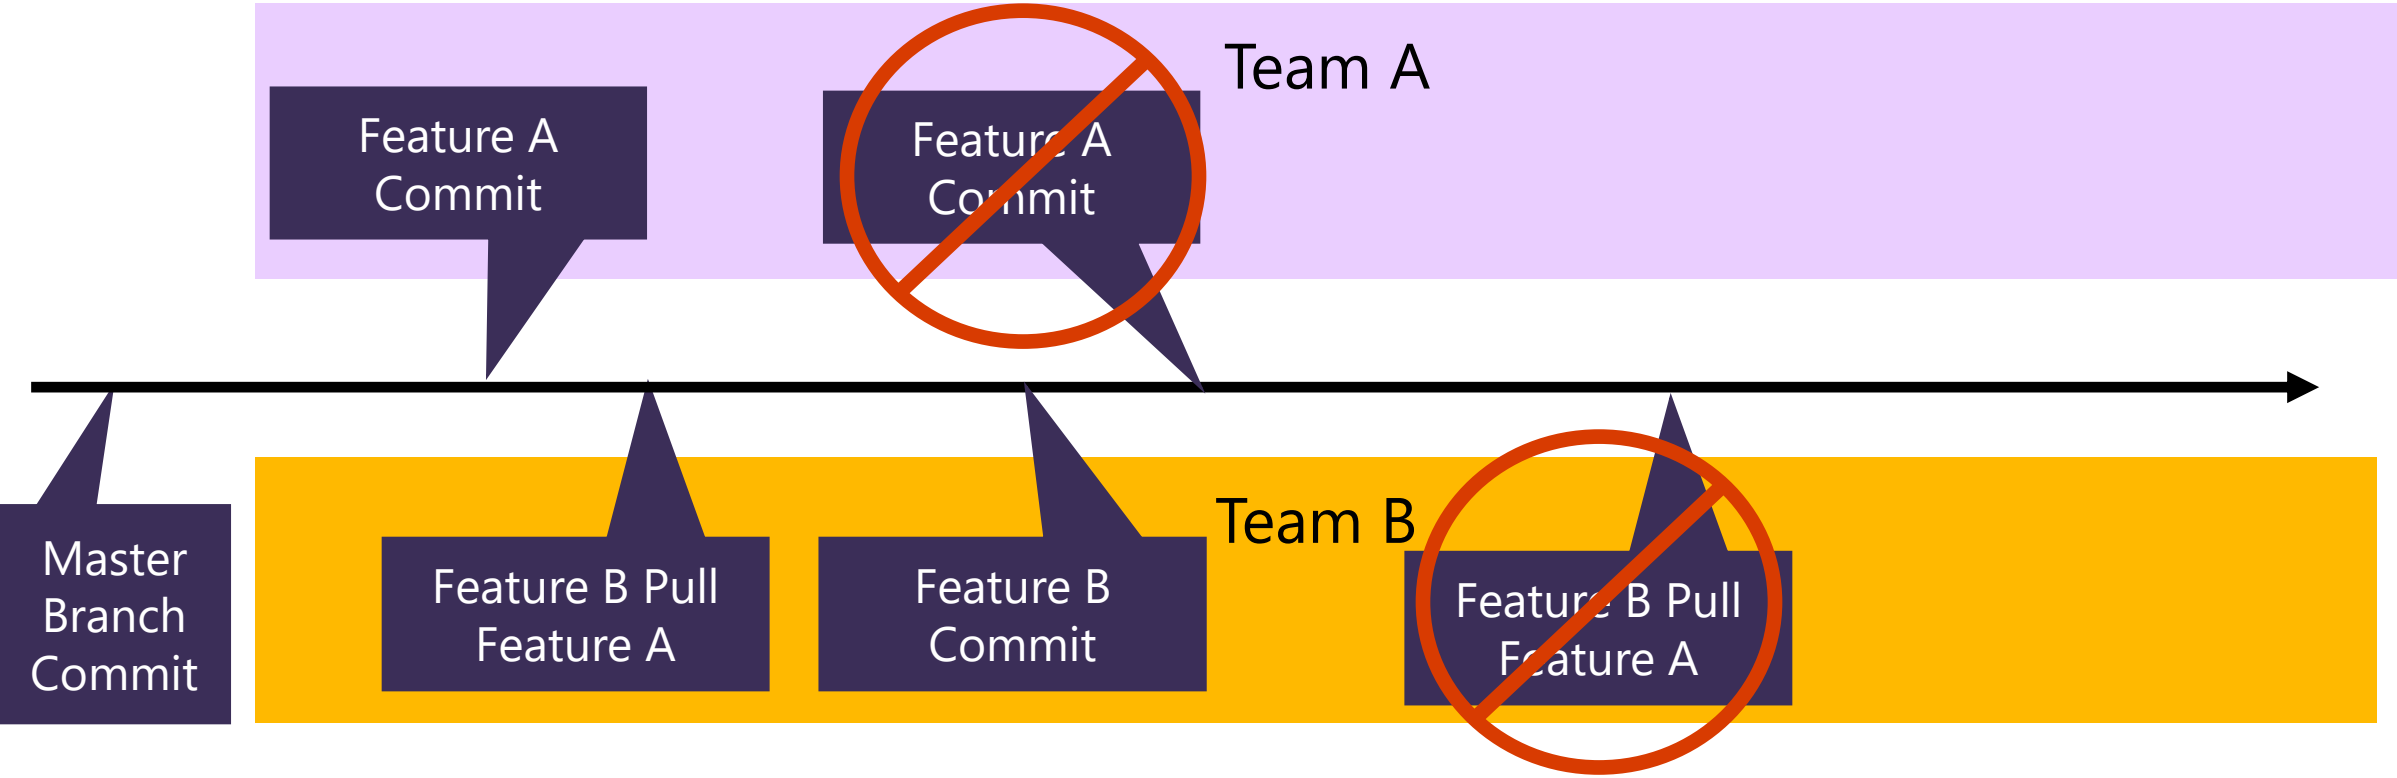 Team A
Feature A
Commit
Feature A
Commit
Master
Branch
Commit
Team B
Feature B Pull
Feature A
Feature B
Commit
Feature B Pull
Feature A